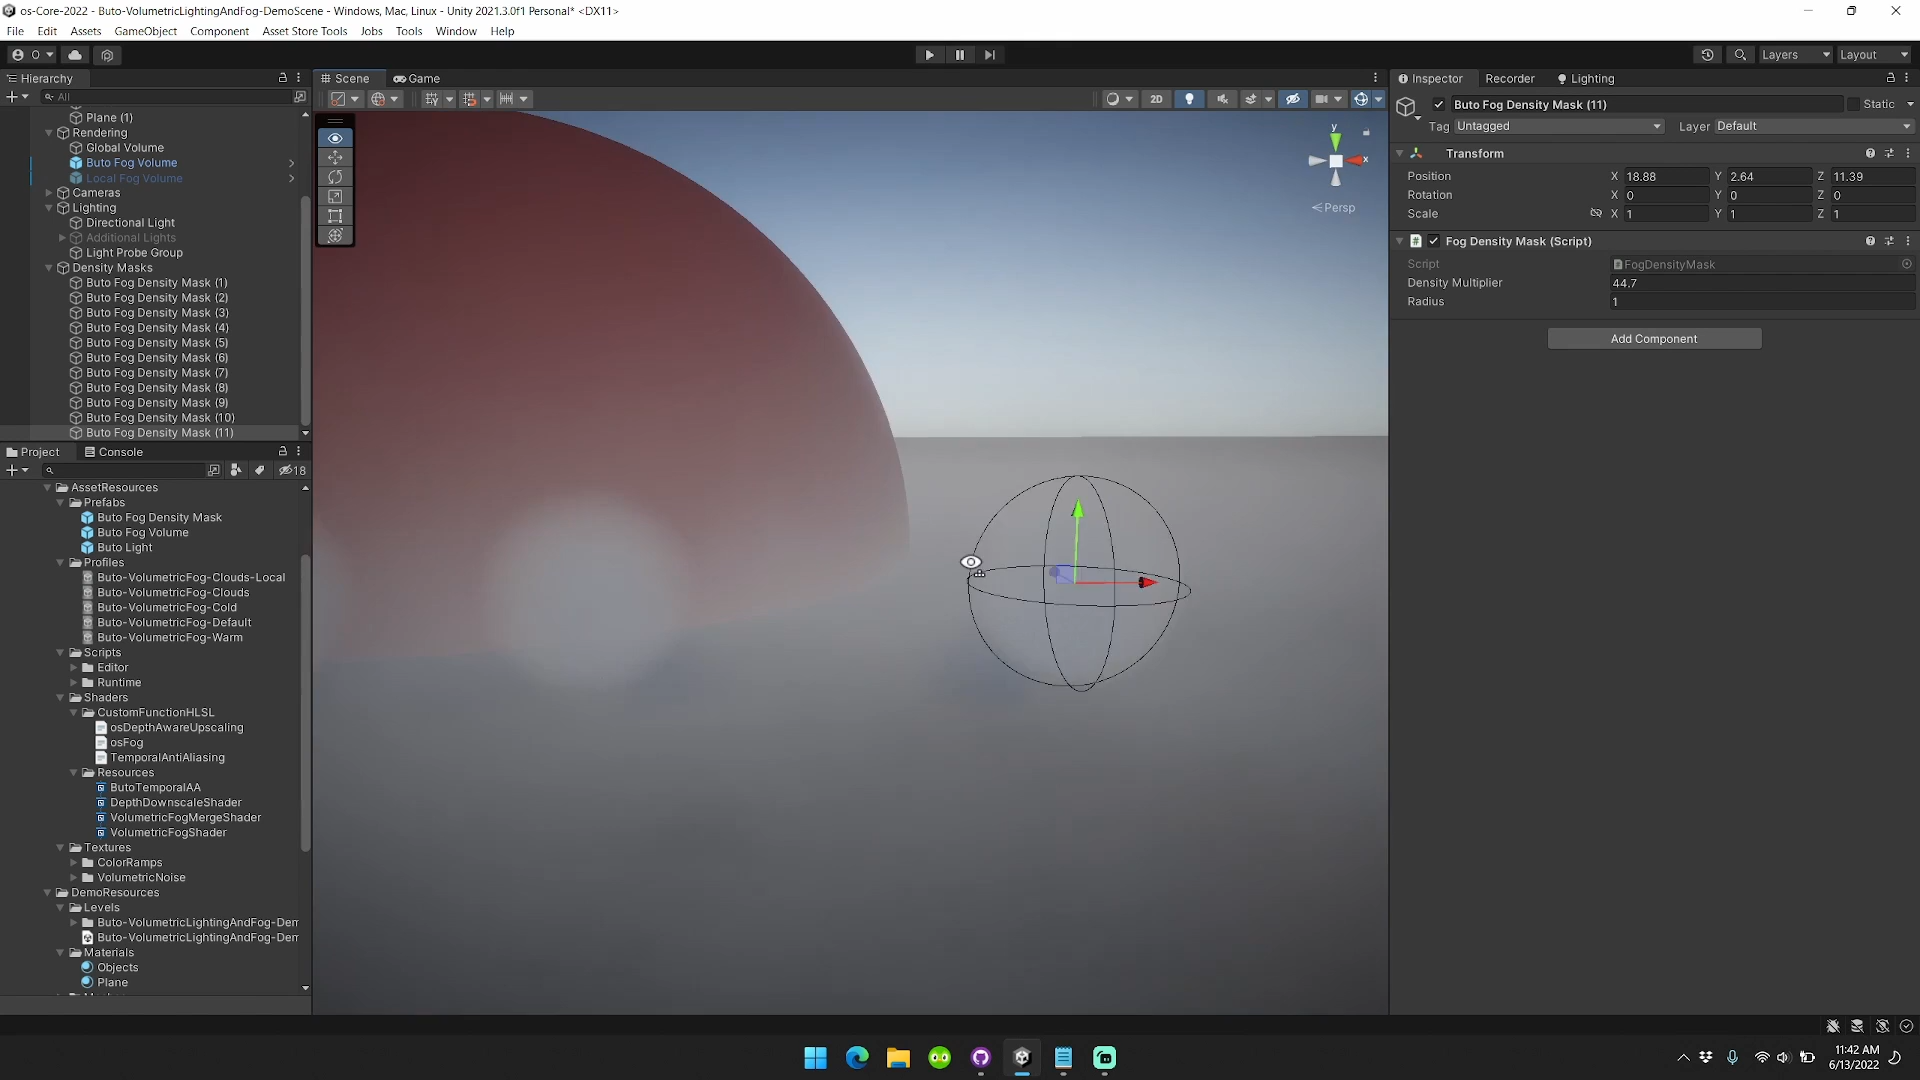 os-Core-2022 - Buto-VolumetricLightingAndFog-DemoScene - Windows, Mac, Linux - Unity 2021.3.0f1 Personal* <DX11>
File Edit Assets GameObject Component Asset Store Tools Jobs Tools Window Help
O Layers Layout
Hierarchy
All
Plane (1)
Rendering
Global Volume
Buto Fog Volume
Local Fog Volume
Cameras
Lighting
Directional Light
Additional Lights
Light Probe Group
Density Masks
Buto Fog Density Mask (1)
Buto Fog Density Mask (2)
Buto Fog Density Mask (3)
Buto Fog Density Mask (4)
Buto Fog Density Mask (5)
Buto Fog Density Mask (6)
Buto Fog Density Mask (7)
Buto Fog Density Mask (8)
Buto Fog Density Mask (9)
Buto Fog Density Mask (10)
Buto Fog Density Mask (11)
Project Console
18
AssetResources
Prefabs
Buto Fog Density Mask
Buto Fog Volume
Buto Light
Profiles
Buto-VolumetricFog-Clouds-Local
Buto-VolumetricFog-Clouds
Buto-VolumetricFog-Cold
Buto-VolumetricFog-Default
Buto-VolumetricFog-Warm
Scripts
Editor
Runtime
Shaders
CustomFunctionHLSL
osDepthAwareUpscaling
osFog
TemporalAntiAliasing
Resources
ButoTemporalAA
DepthDownscaleShader
VolumetricFogMergeShader
VolumetricFogShader
Textures
ColorRamps
VolumetricNoise
DemoResources
Levels
Buto-VolumetricLightingAndFog-Dem
Buto-VolumetricLightingAndFog-Dem
Materials
Objects
Plane
Scene Game
2D
y
x
Persp
Inspector Recorder Lighting
Buto Fog Density Mask (11) Static
Tag Untagged Layer Default
Transform
Position X 18.88 Y 2.64 Z 11.39
Rotation X 0 Y 0 Z 0
Scale X 1 Y 1 Z 1
Fog Density Mask (Script)
Script FogDensityMask
Density Multiplier 44.7
Radius 1
Add Component
11:42 AM
6/13/2022